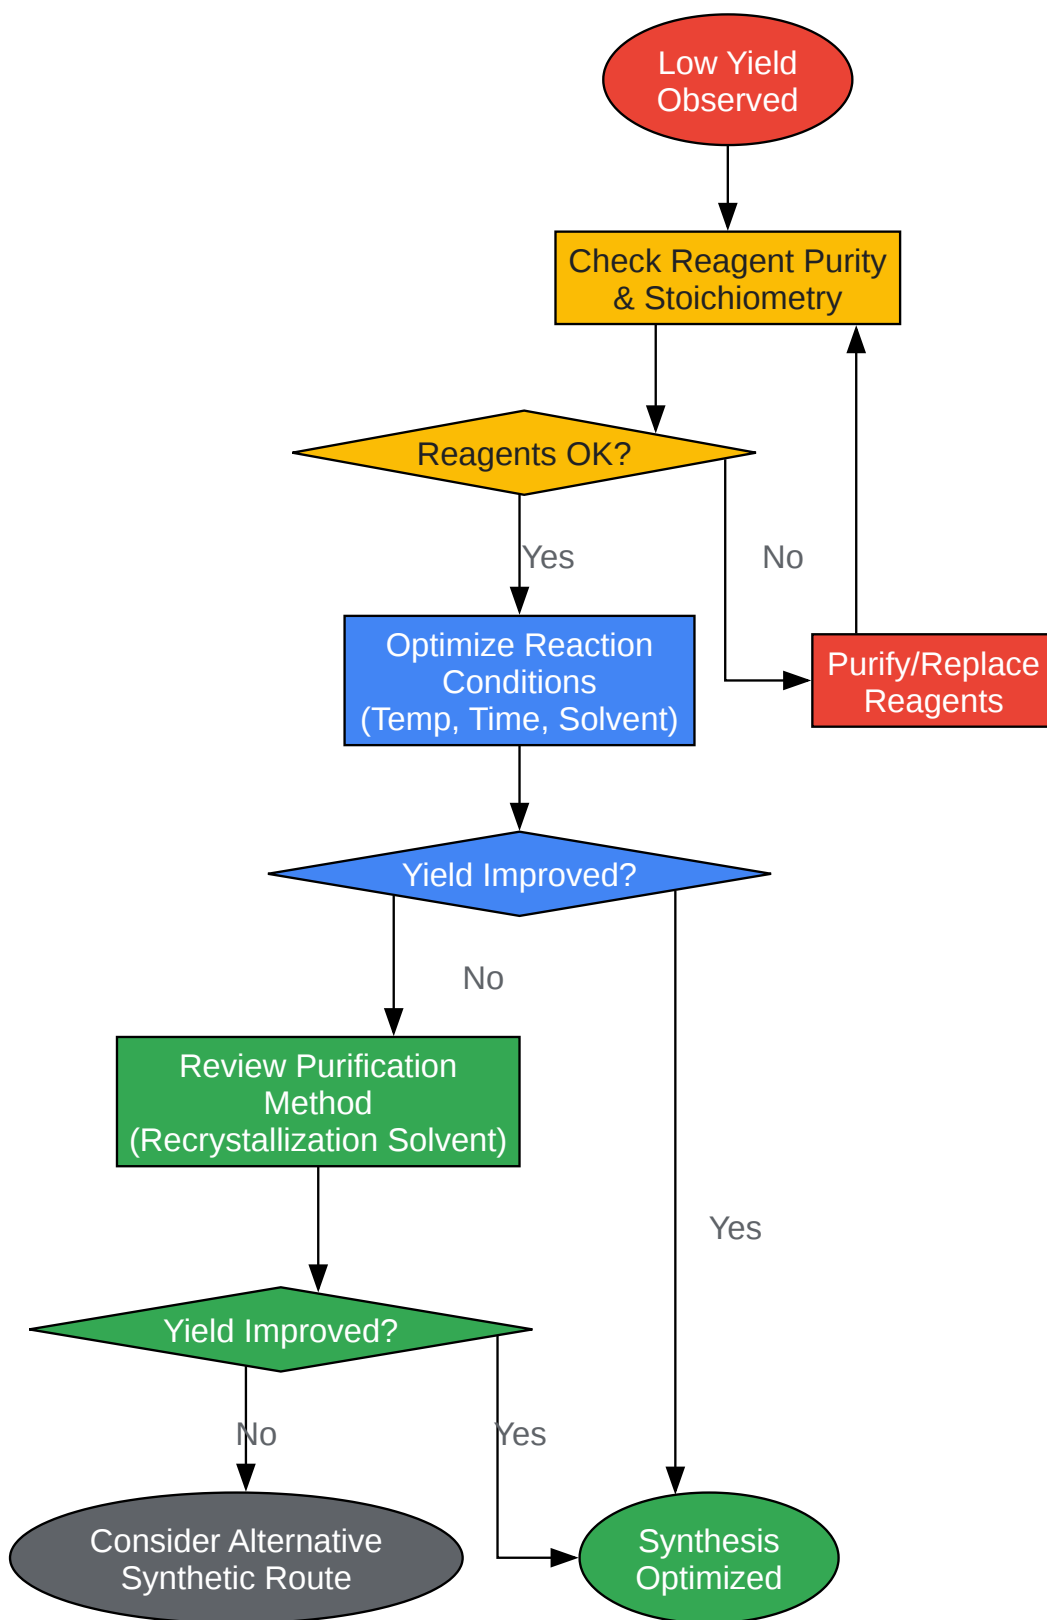 Low Yield
Observed
Check Reagent Purity
& Stoichiometry
Reagents OK?
Yes
No
Optimize Reaction
Conditions
(Temp, Time, Solvent)
Purify/Replace
Reagents
Yield Improved?
No
Review Purification
Method
(Recrystallization Solvent)
Yes
Yield Improved?
No
Yes
Consider Alternative
Synthetic Route
Synthesis
Optimized